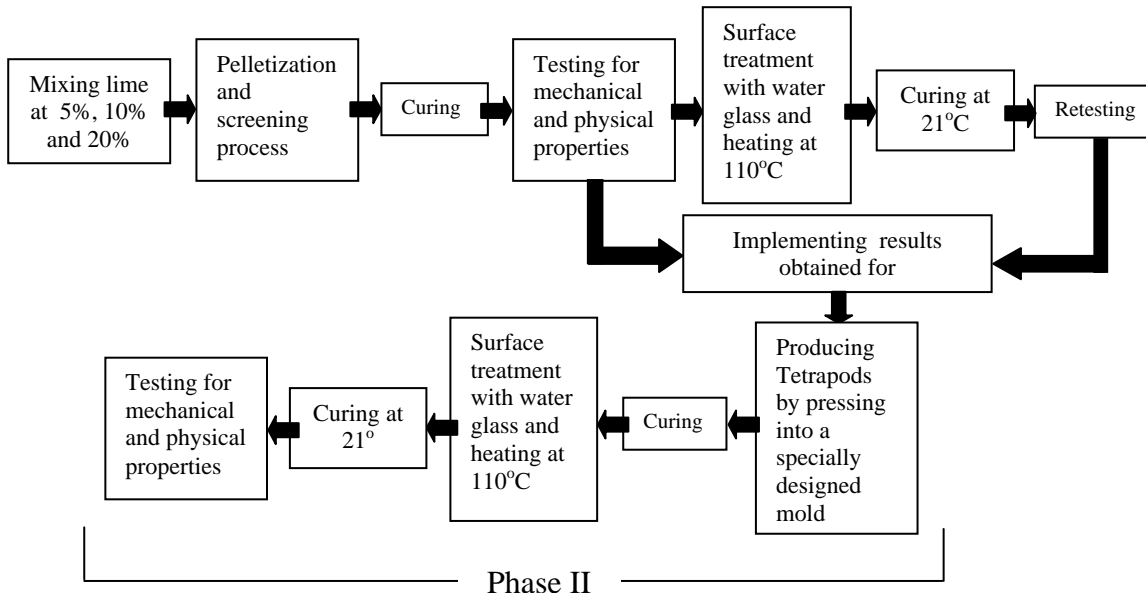 Mixing lime
at 5%, 10%
and 20%
Pelletization
and
screening
process
Curing
Testing for
mechanical
and physical
properties
Surface
treatment
with water
glass and
heating at
110°C
Curing at
21°C
Retesting
Implementing results
obtained for
Producing
Tetrapods
by pressing
into a
specially
designed
mold
Curing
Surface
treatment
with water
glass and
heating at
110°C
Curing at
21°
Testing for
mechanical
and physical
properties
Phase II